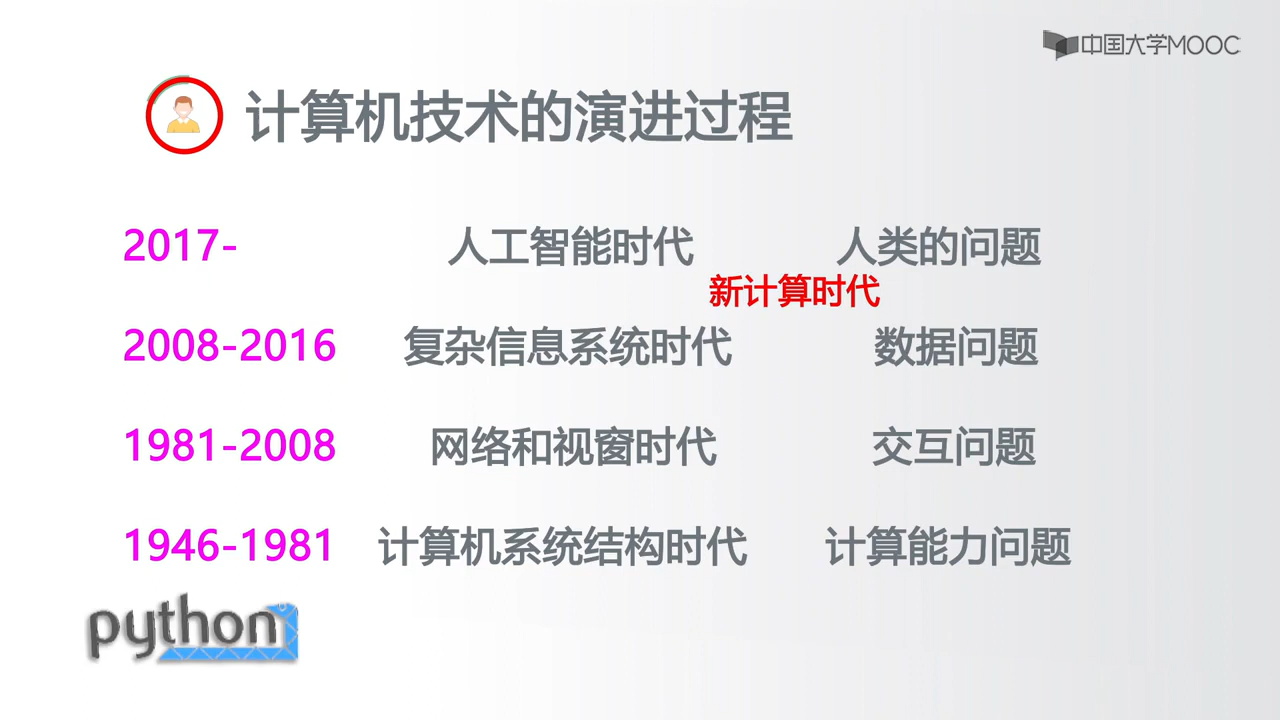 中国大学MOOC
计算机技术的演进过程
2017- 人工智能时代 人类的问题
新计算时代
2008-2016 复杂信息系统时代 数据问题
1981-2008 网络和视窗时代 交互问题
1946-1981 计算机系统结构时代 计算能力问题
python